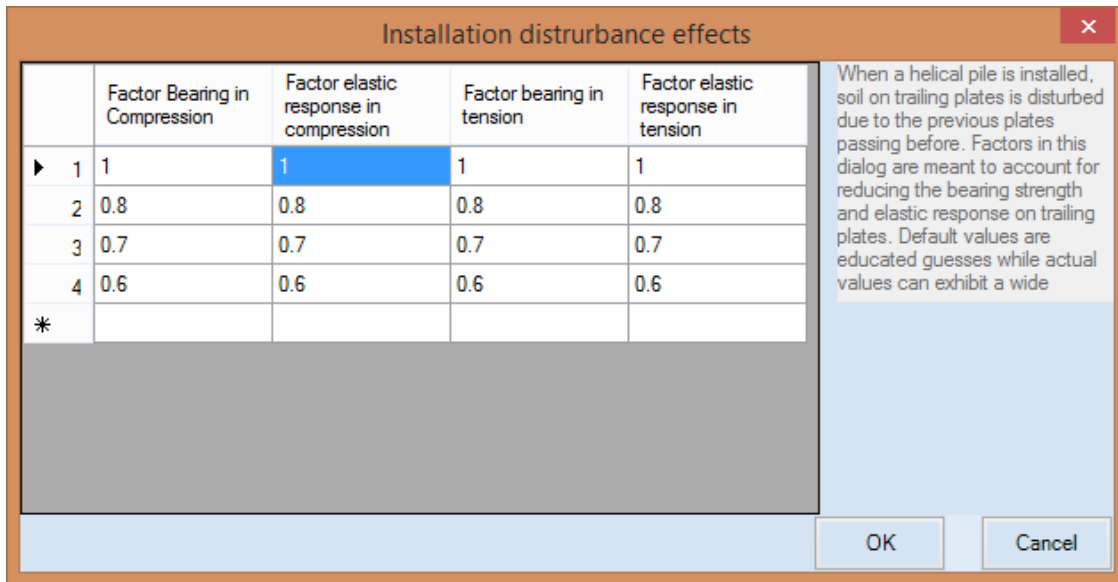 Installation distrurbance effects
Factor Bearing in
Compression
Factor elastic
response in
compression
Factor bearing in
tension
Factor elastic
response in
tension
1 1 1 1 1
2 0.8 0.8 0.8 0.8
3 0.7 0.7 0.7 0.7
4 0.6 0.6 0.6 0.6
When a helical pile is installed,
soil on trailing plates is disturbed
due to the previous plates
passing before. Factors in this
dialog are meant to account for
reducing the bearing strength
and elastic response on trailing
plates. Default values are
educated guesses while actual
values can exhibit a wide
OK Cancel